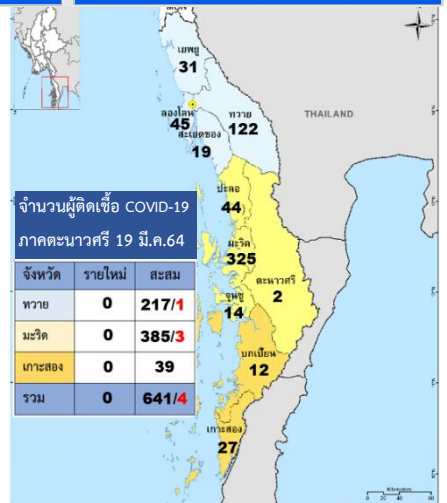 MON
เยพยู
31
ลองโลน
45
ทวาย
122
สะเยดชอง
19
THAILAND
ปะลอ
44
มะริด
325
ตะนาวศรี
2
จุนซู
14
บกเปี้ยน
12
เกาะสอง
27
จำนวนผู้ติดเชื้อ COVID-19
ภาคตะนาวศรี 19 มี.ค.64
จังหวัด รายใหม่ สะสม
ทวาย 0 217/1
มะริด 0 385/3
เกาะสอง 0 39
รวม 0 641/4